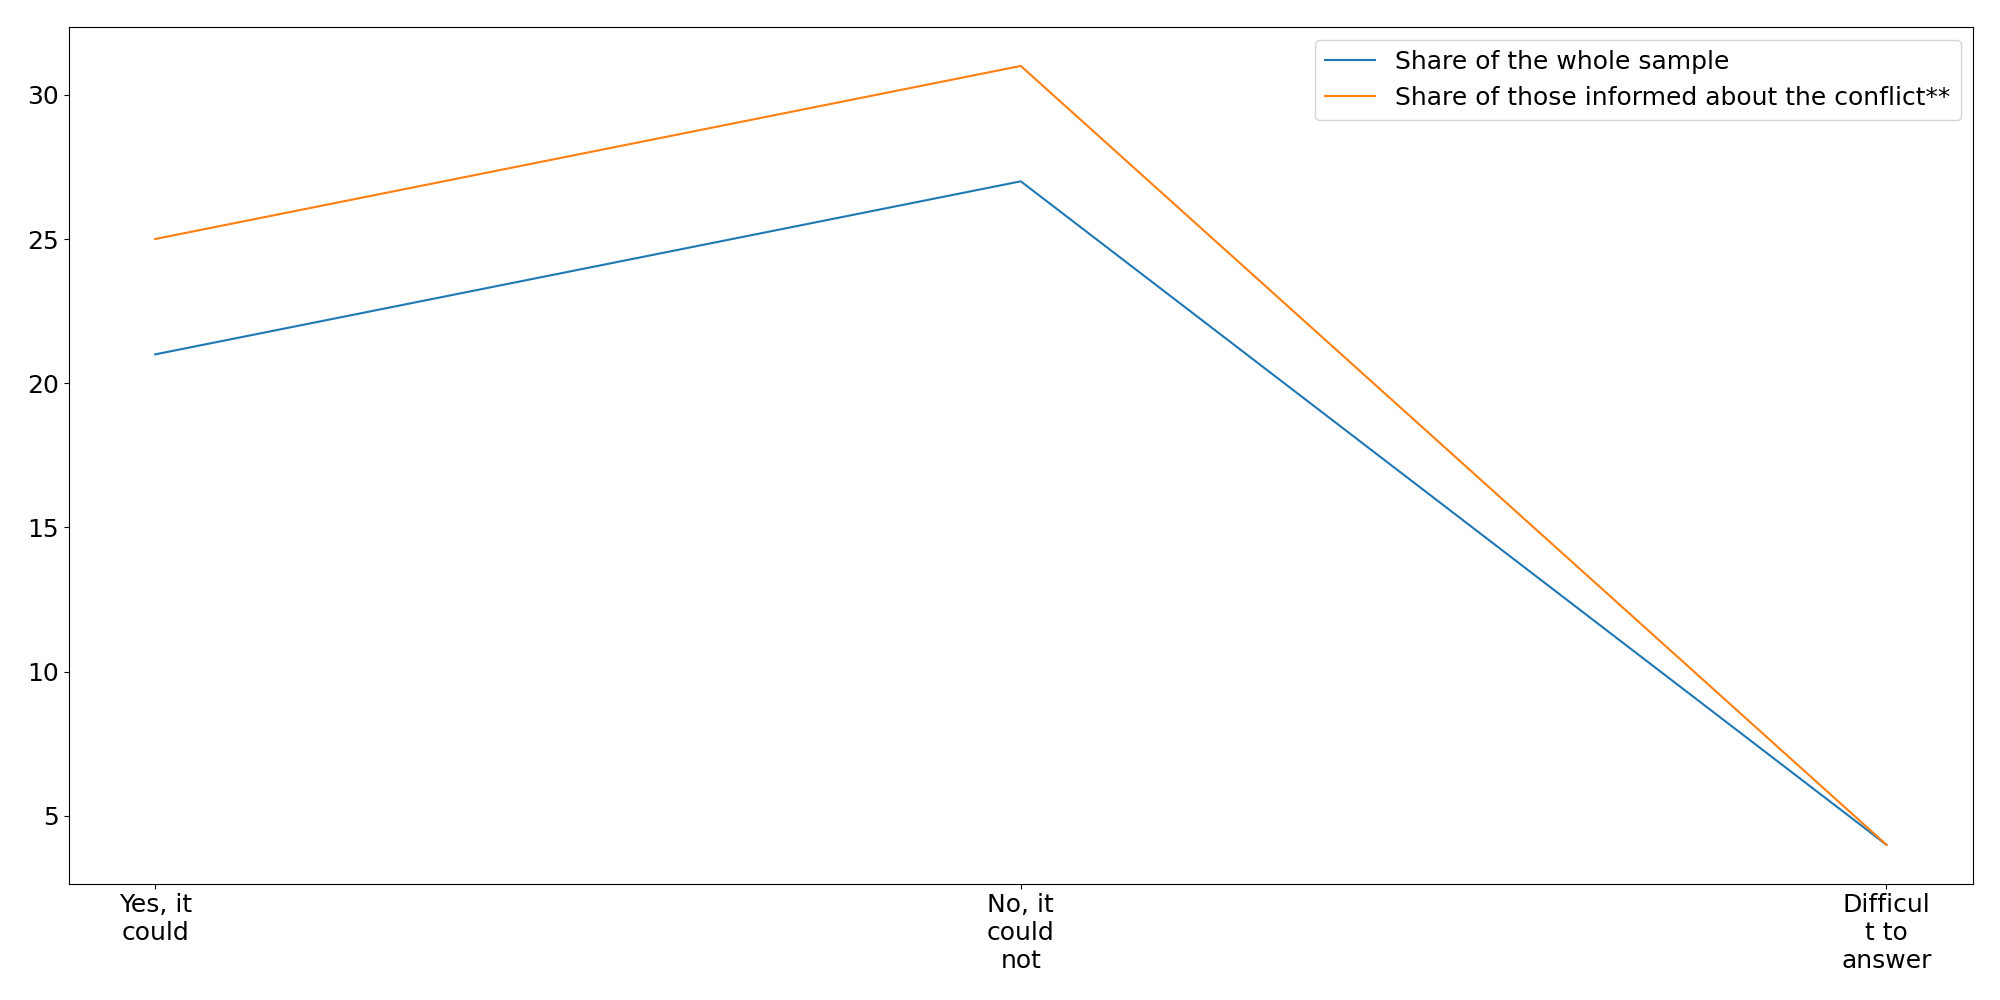 Share of the whole sample
Share of those informed about the conflict**
30
25
20
15
10
5
Yes, it
could
No, it
could
not
Difficul
t to
answer